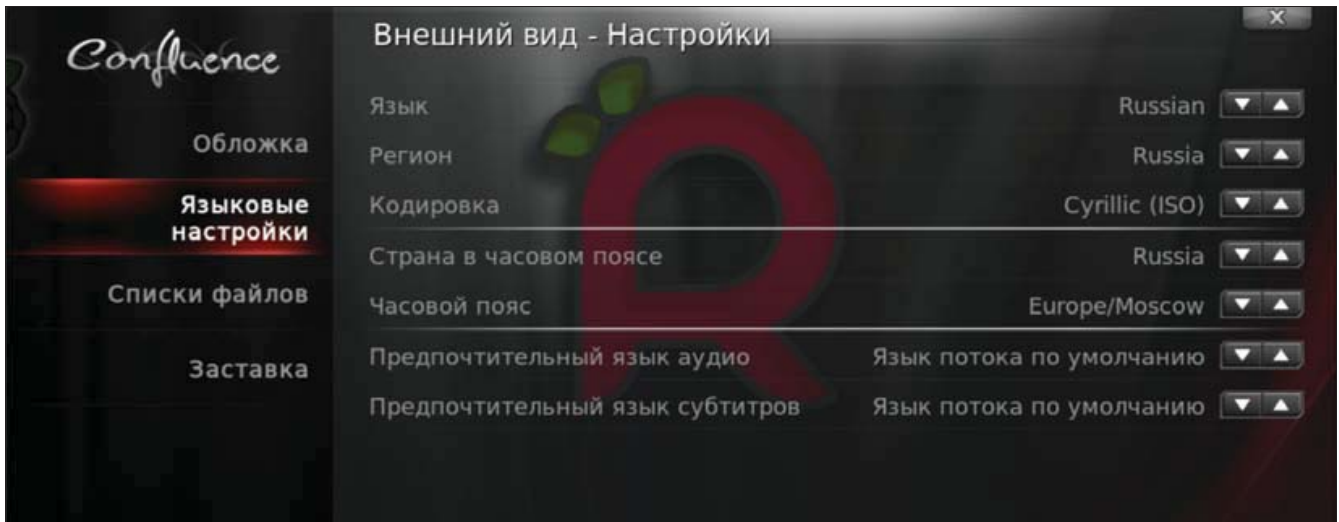 Confluence
Внешний вид - Настройки
Обложка
Языковые
настройки
Списки файлов
Заставка
Язык Russian
Регион Russia
Кодировка Cyrillic (ISO)
Страна в часовом поясе Russia
Часовой пояс Europe/Moscow
Предпочтительный язык аудио Язык потока по умолчанию
Предпочтительный язык субтитров Язык потока по умолчанию